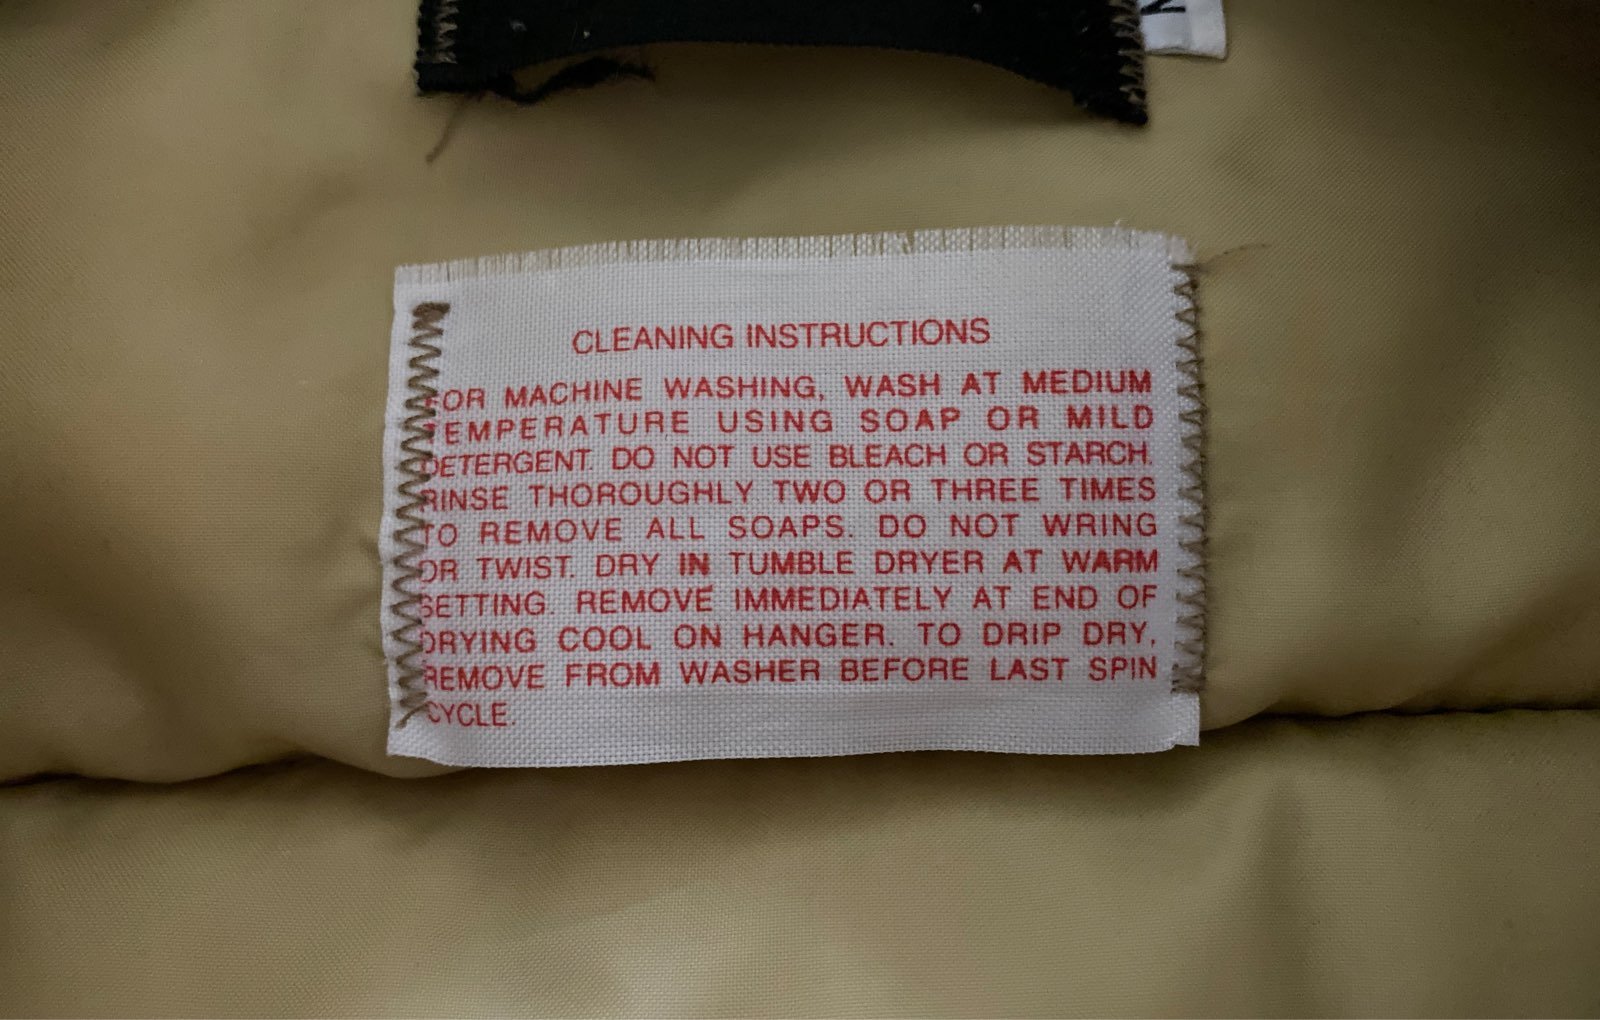 CLEANING INSTRUCTIONS
FOR MACHINE WASHING, WASH AT MEDIUM
TEMPERATURE USING SOAP OR MILD
DETERGENT. DO NOT USE BLEACH OR STARCH.
RINSE THOROUGHLY TWO OR THREE TIMES
TO REMOVE ALL SOAPS. DO NOT WRING
OR TWIST. DRY IN TUMBLE DRYER AT WARM
SETTING. REMOVE IMMEDIATELY AT END OF
DRYING COOL ON HANGER. TO DRIP DRY,
REMOVE FROM WASHER BEFORE LAST SPIN
CYCLE.